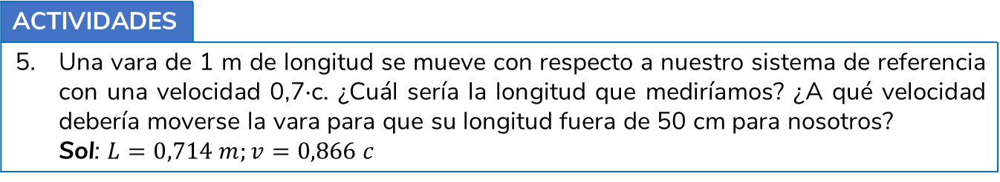 ACTIVIDADES
5. Una vara de 1 m de longitud se mueve con respecto a nuestro sistema de referencia
con una velocidad 0,7·c. ¿Cuál sería la longitud que mediríamos? ¿A qué velocidad
debería moverse la vara para que su longitud fuera de 50 cm para nosotros?
Sol: L = 0,714 m; v = 0,866 c